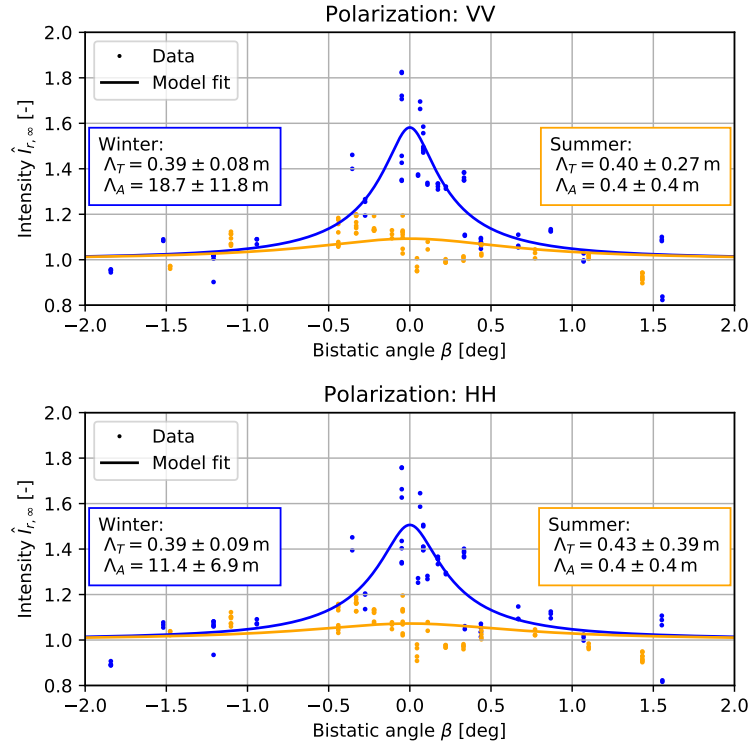 Polarization: VV
2.0
1.8
1.6
1.4
1.2
1.0
0.8
Intensity Î_{r,∞} [-]
Data
Model fit
Winter:
Λ_T = 0.39 ± 0.08 m
Λ_A = 18.7 ± 11.8 m
Summer:
Λ_T = 0.40 ± 0.27 m
Λ_A = 0.4 ± 0.4 m
−2.0 −1.5 −1.0 −0.5 0.0 0.5 1.0 1.5 2.0
Bistatic angle β [deg]
Polarization: HH
2.0
1.8
1.6
1.4
1.2
1.0
0.8
Intensity Î_{r,∞} [-]
Data
Model fit
Winter:
Λ_T = 0.39 ± 0.09 m
Λ_A = 11.4 ± 6.9 m
Summer:
Λ_T = 0.43 ± 0.39 m
Λ_A = 0.4 ± 0.4 m
−2.0 −1.5 −1.0 −0.5 0.0 0.5 1.0 1.5 2.0
Bistatic angle β [deg]